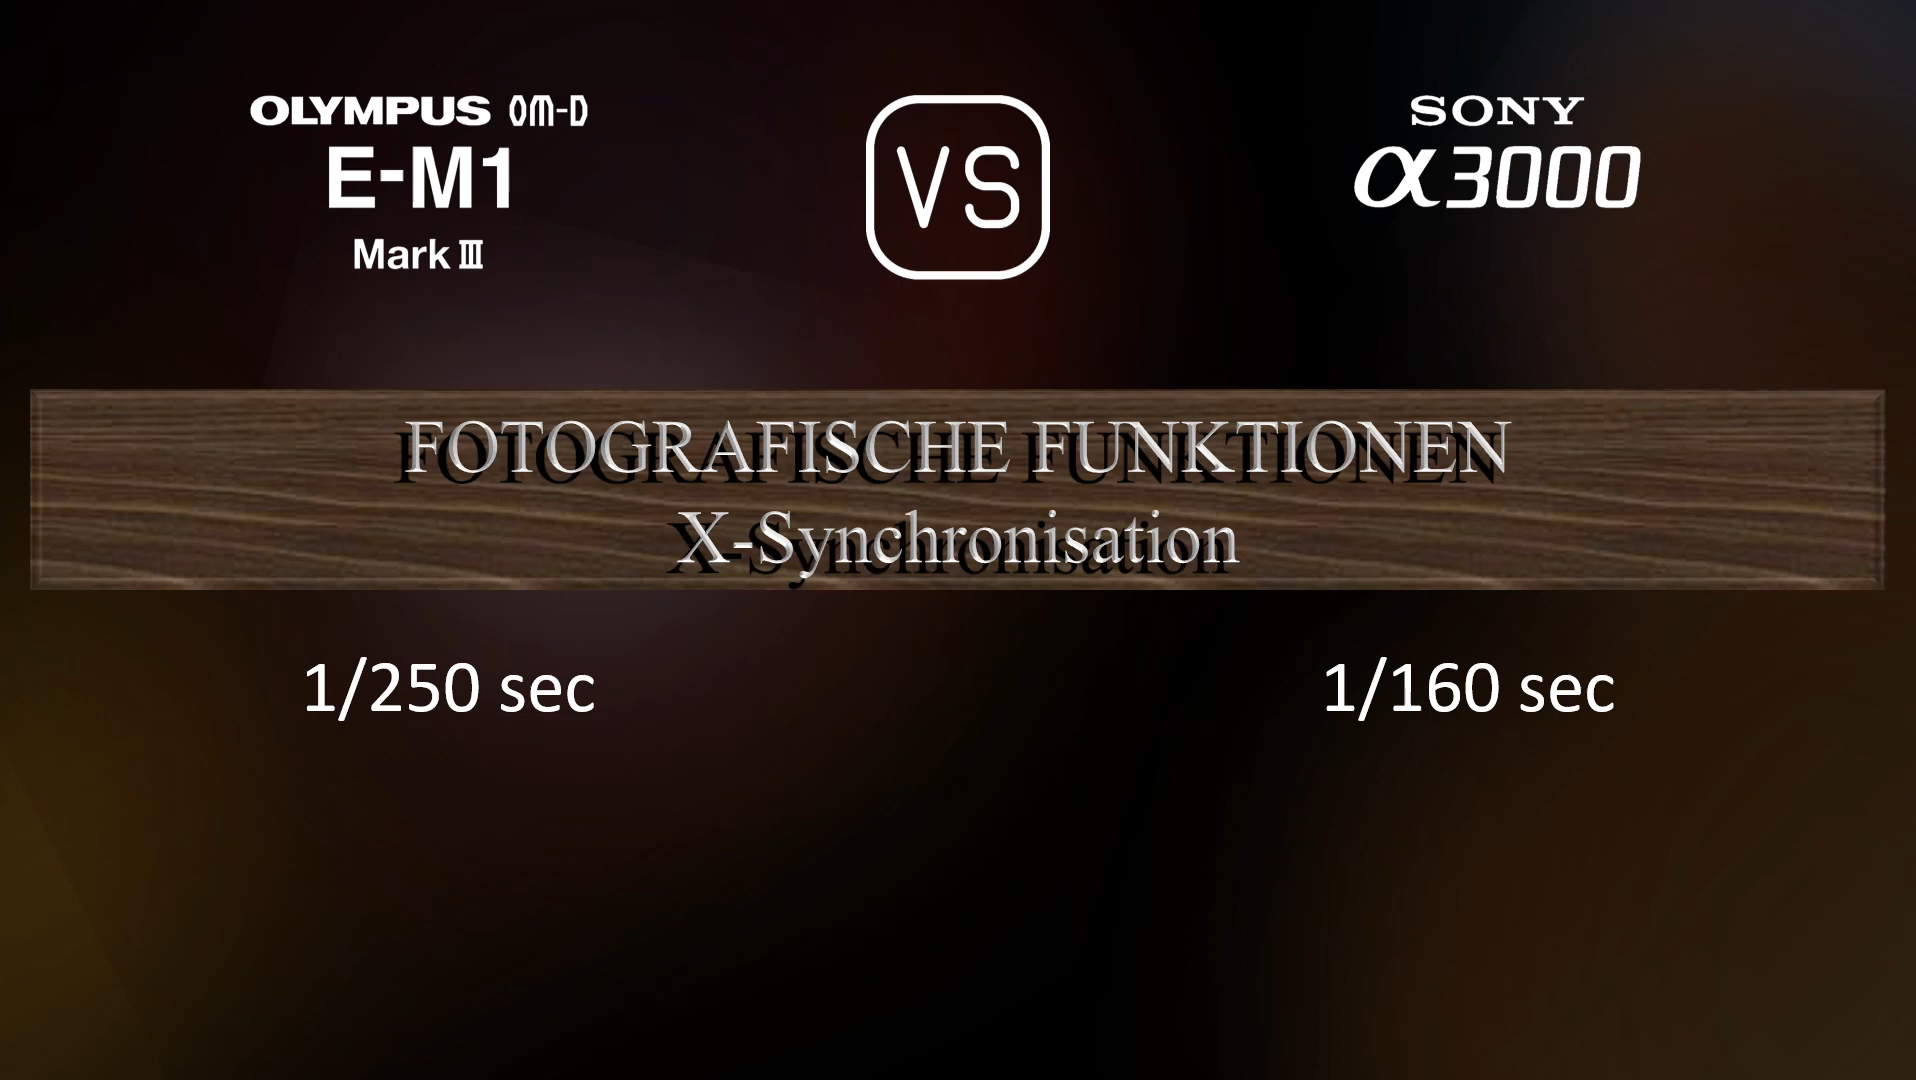 OLYMPUS OM-D
E-M1
Mark III
VS
SONY
α3000
FOTOGRAFISCHE FUNKTIONEN
X-Synchronisation
1/250 sec
1/160 sec